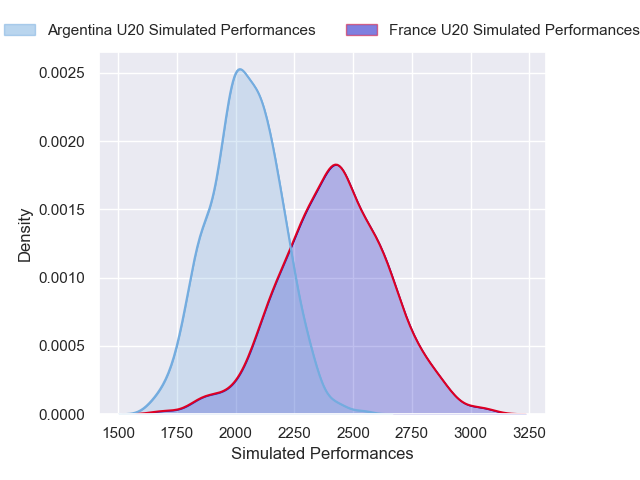 Argentina U20 Simulated Performances France U20 Simulated Performances
0.0025
0.0020
0.0015
0.0010
0.0005
0.0000
Density
1500 1750 2000 2250 2500 2750 3000 3250
Simulated Performances